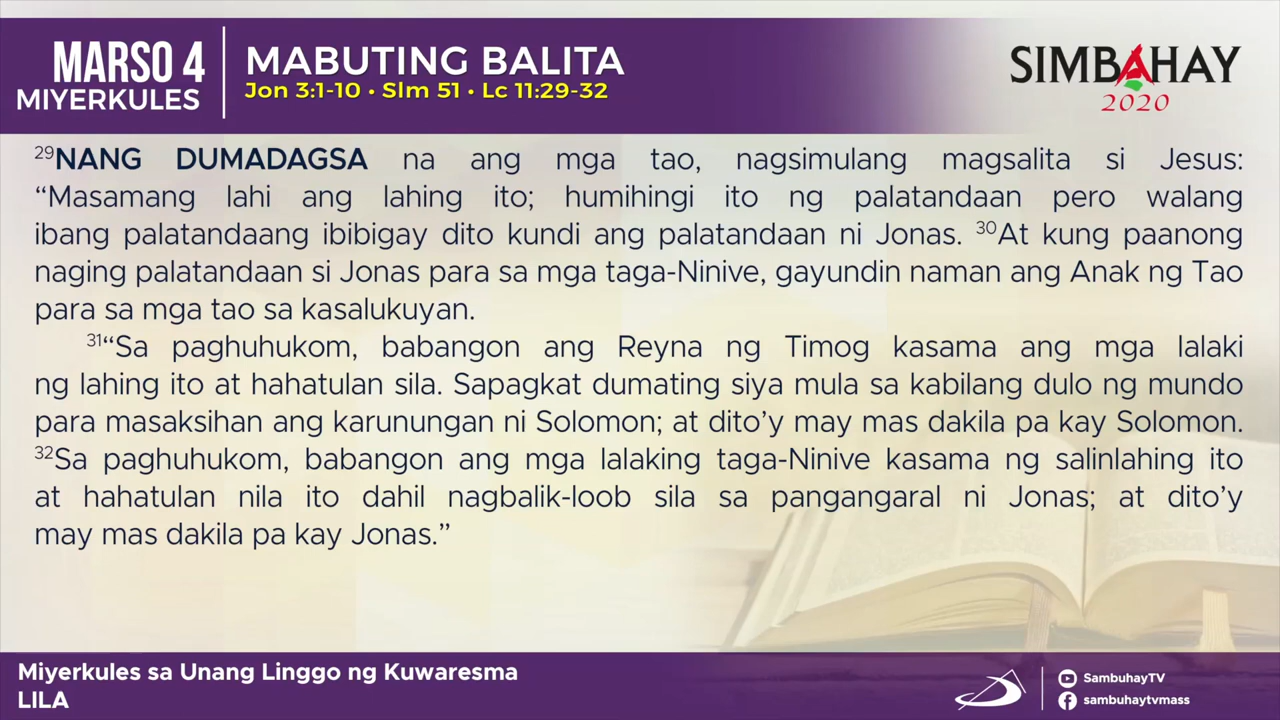 MARSO 4
MIYERKULES
MABUTING BALITA
Jon 3:1-10 • Slm 51 • Lc 11:29-32
SIMBAHAY
2020
29NANG DUMADAGSA na ang mga tao, nagsimulang magsalita si Jesus:
“Masamang lahi ang lahing ito; humihingi ito ng palatandaan pero walang
ibang palatandaang ibibigay dito kundi ang palatandaan ni Jonas. 30At kung paanong
naging palatandaan si Jonas para sa mga taga-Ninive, gayundin naman ang Anak ng Tao
para sa mga tao sa kasalukuyan.
31“Sa paghuhukom, babangon ang Reyna ng Timog kasama ang mga lalaki
ng lahing ito at hahatulan sila. Sapagkat dumating siya mula sa kabilang dulo ng mundo
para masaksihan ang karunungan ni Solomon; at dito’y may mas dakila pa kay Solomon.
32Sa paghuhukom, babangon ang mga lalaking taga-Ninive kasama ng salinlahing ito
at hahatulan nila ito dahil nagbalik-loob sila sa pangangaral ni Jonas; at dito’y
may mas dakila pa kay Jonas.”
Miyerkules sa Unang Linggo ng Kuwaresma
LILA
SambuhayTV
sambuhaytvmass